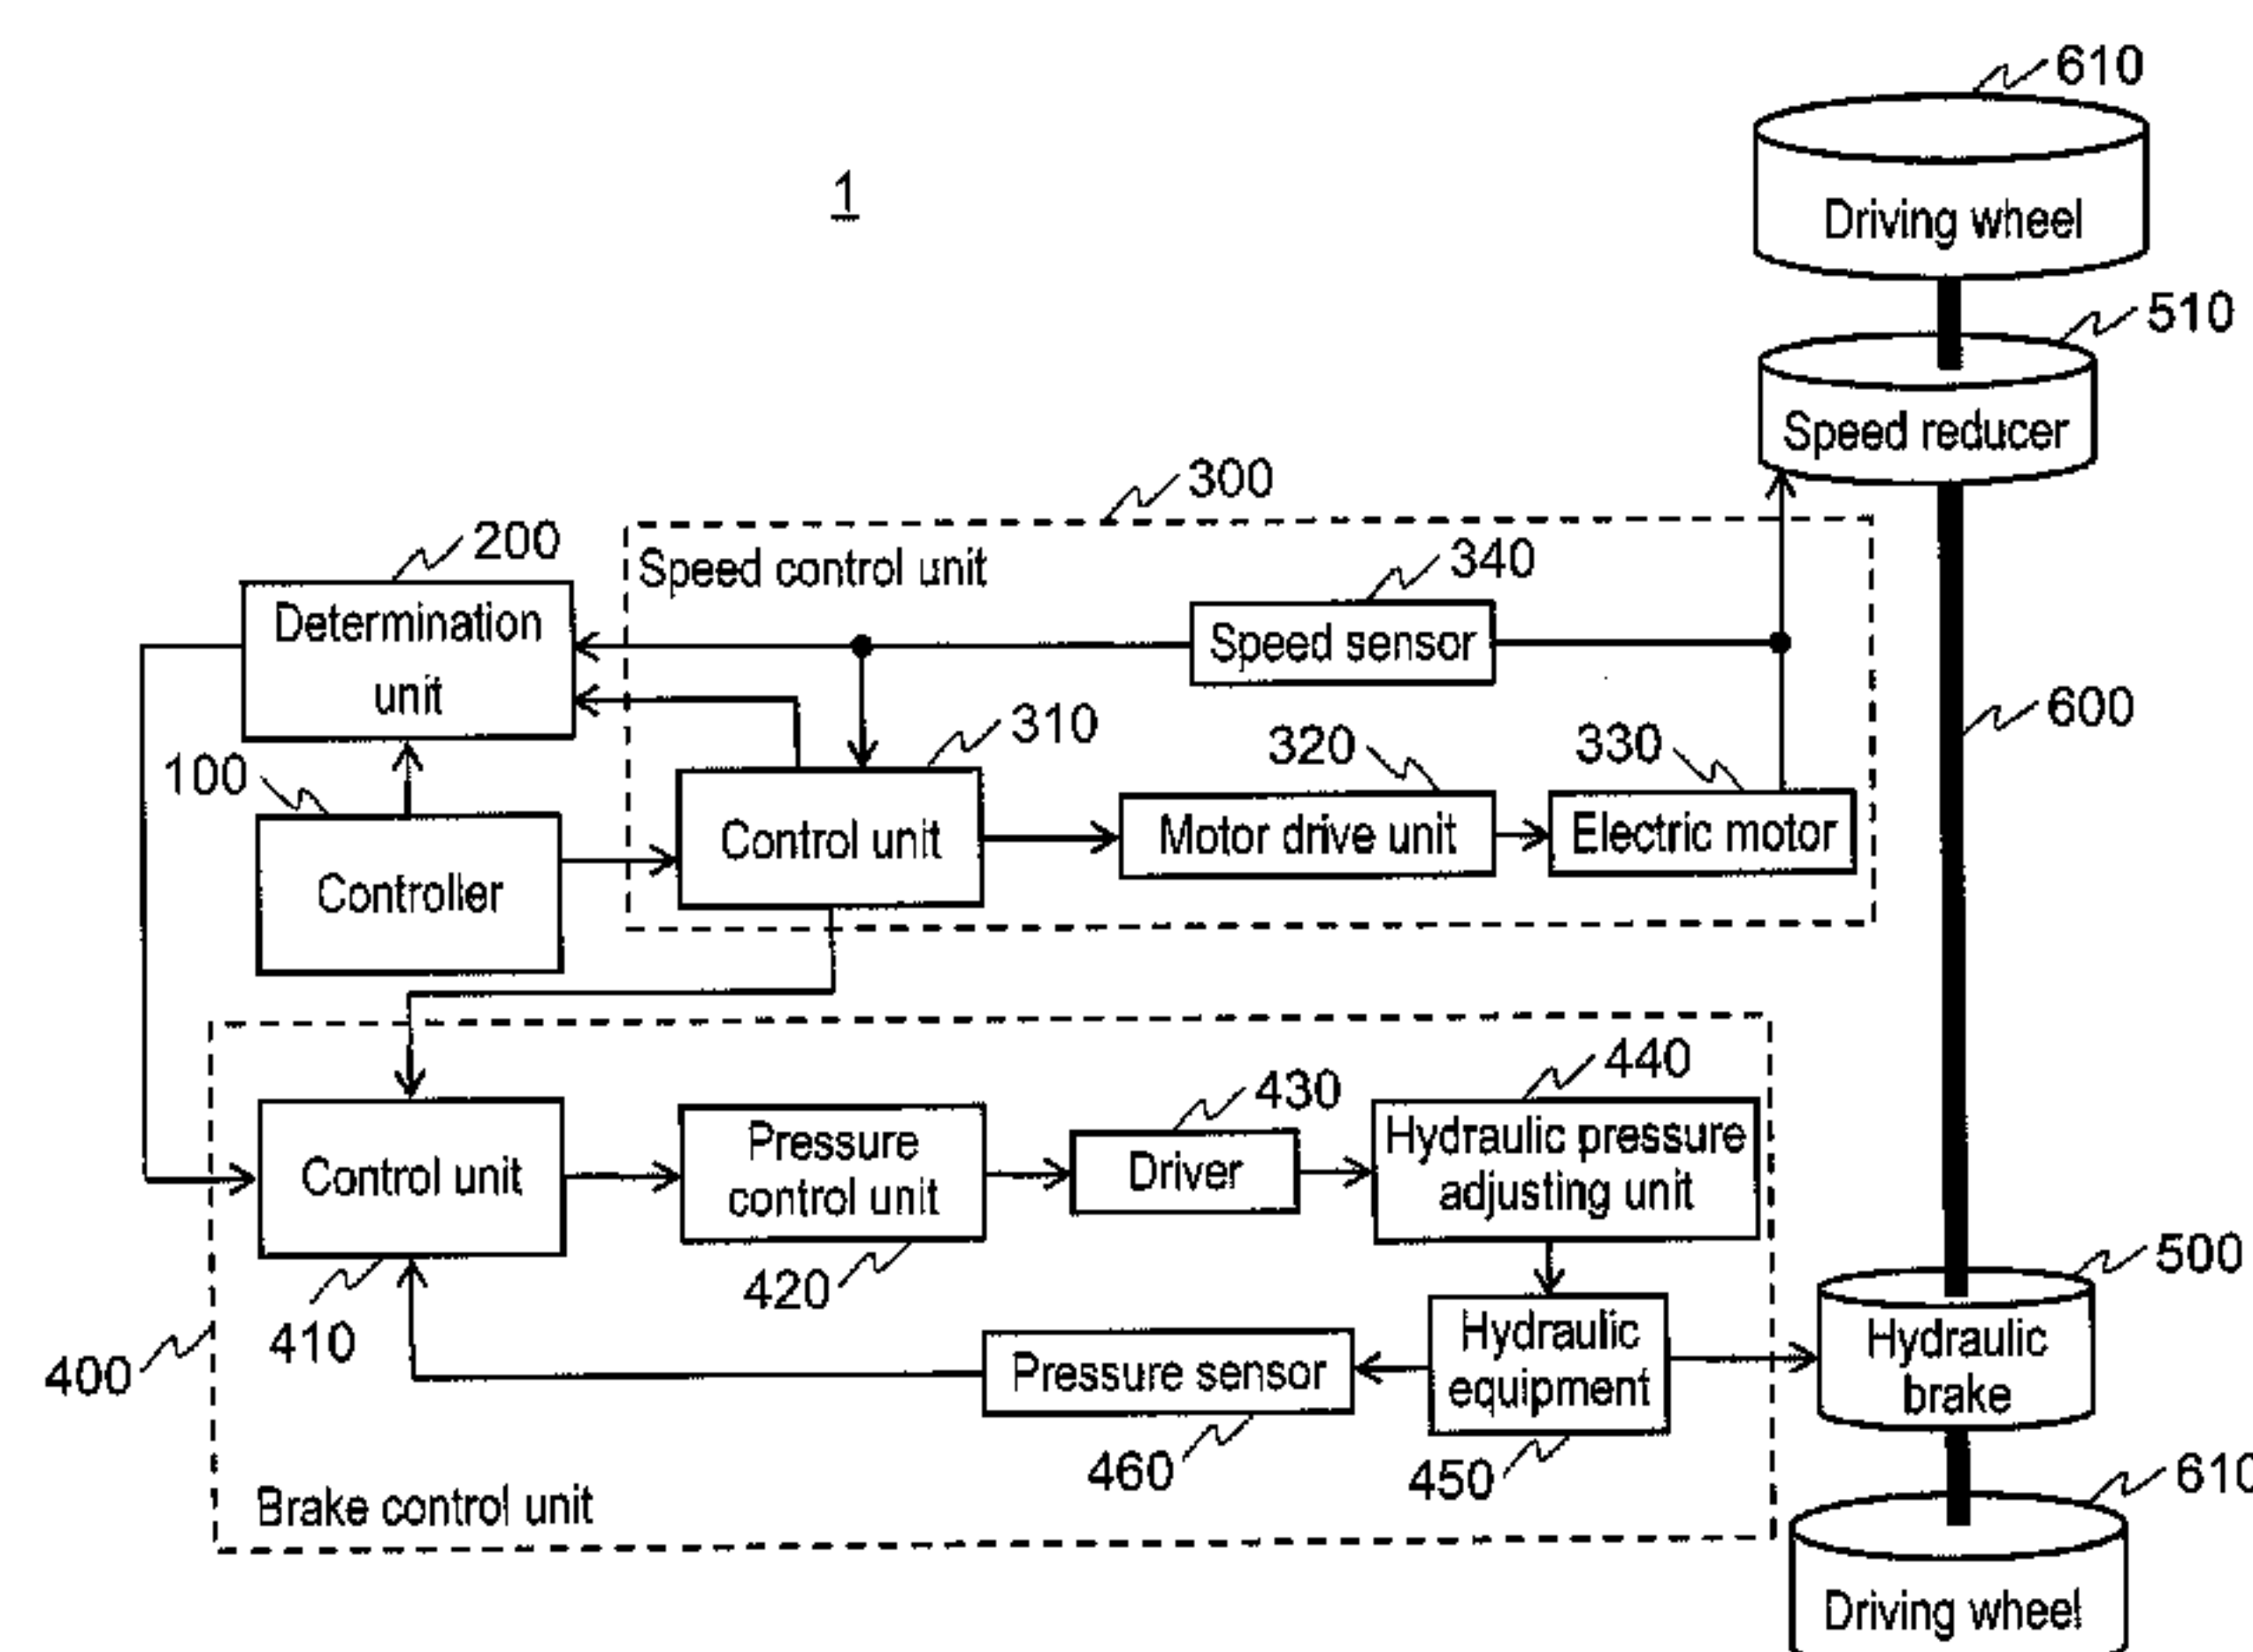 610
1
Driving wheel
510
Speed reducer
300
200
Speed control unit
340
Determination
unit
Speed sensor
600
310
320
330
100
Control unit
Motor drive unit
Electric motor
Controller
440
430
Control unit
Pressure
control unit
Driver
Hydraulic pressure
adjusting unit
500
420
410
400
Pressure sensor
Hydraulic
equipment
Hydraulic
brake
460
450
610
Brake control unit
Driving wheel